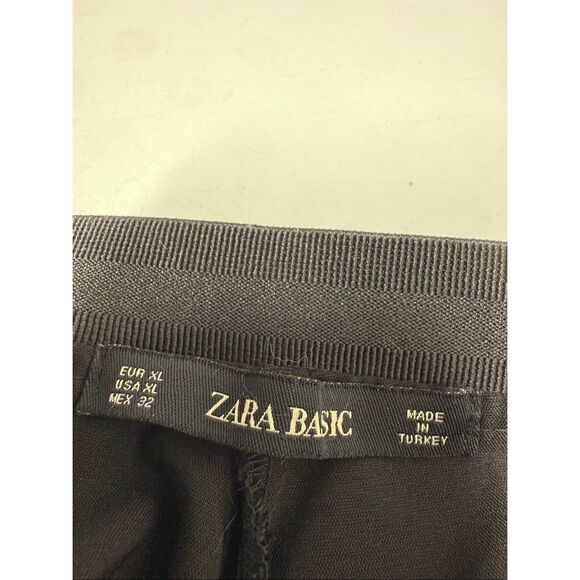 EUR XL
USA XL
MEX 32
ZARA BASIC
MADE
IN
TURKEY